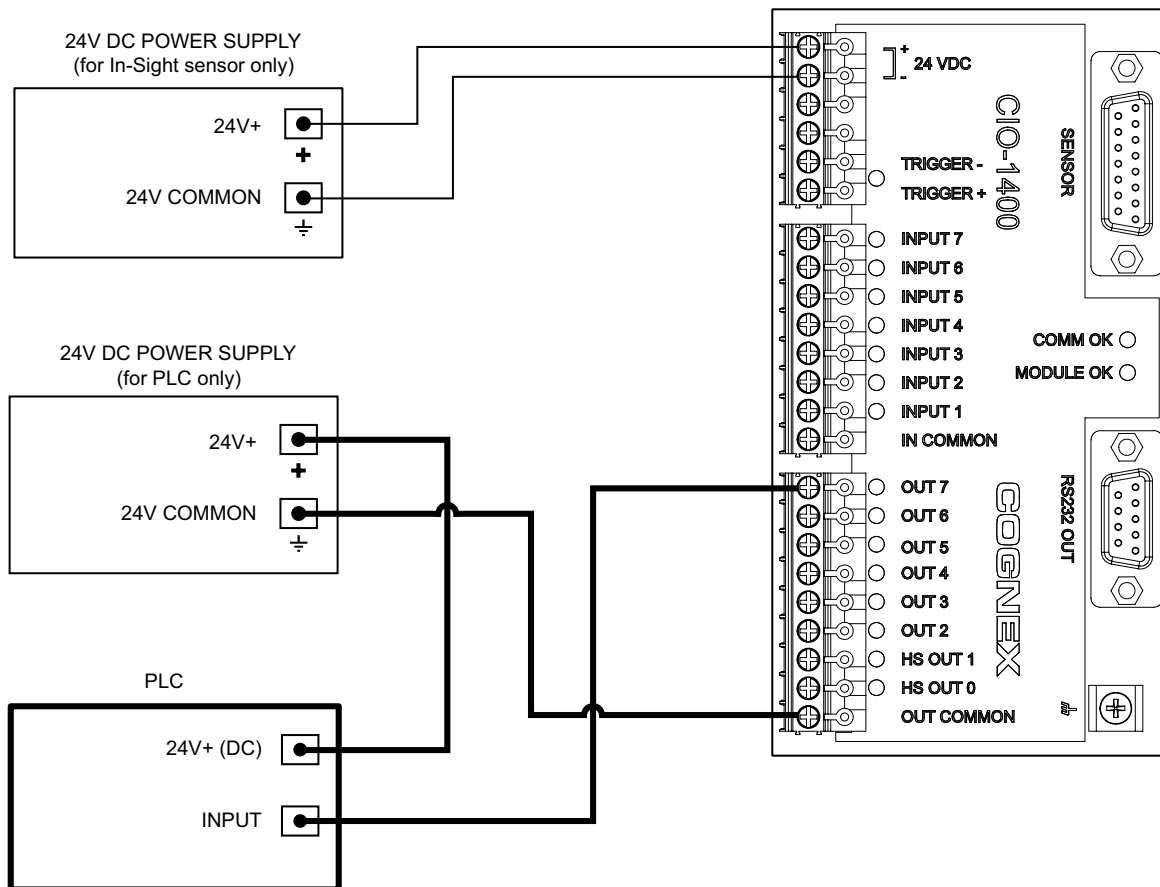 24V DC POWER SUPPLY
(for In-Sight sensor only)
24V+
+
24V COMMON
24V DC POWER SUPPLY
(for PLC only)
24V+
+
24V COMMON
PLC
24V+ (DC)
INPUT
+
24 VDC
-
TRIGGER -
TRIGGER +
INPUT 7
INPUT 6
INPUT 5
INPUT 4
INPUT 3
INPUT 2
INPUT 1
IN COMMON
OUT 7
OUT 6
OUT 5
OUT 4
OUT 3
OUT 2
HS OUT 1
HS OUT 0
OUT COMMON
CIO-1400
COGNEX
SENSOR
COMM OK
MODULE OK
RS232 OUT